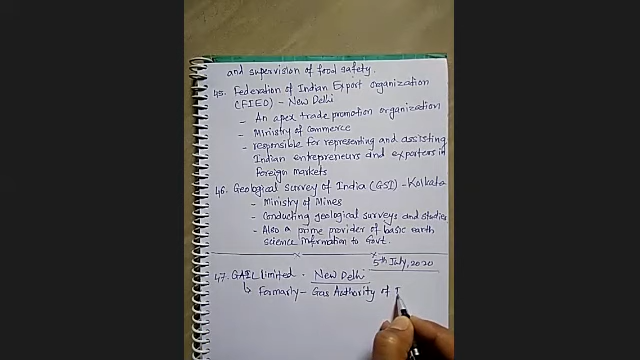 and supervision of food safety.
45. Federation of Indian Export Organization
(FIEO) - New Delhi
- An apex trade promotion organization
- Ministry of commerce
- responsible for representing and assisting
Indian entrepreneurs and exporters in
foreign markets
46. Geological Survey of India (GSI) - Kolkata
- Ministry of Mines
- Conducting geological surveys and studies
- Also a prime provider of basic earth
science information to Govt.
5th July, 2020
47. GAIL Limited. New Delhi
↳ Formarly - Gas Authority of I